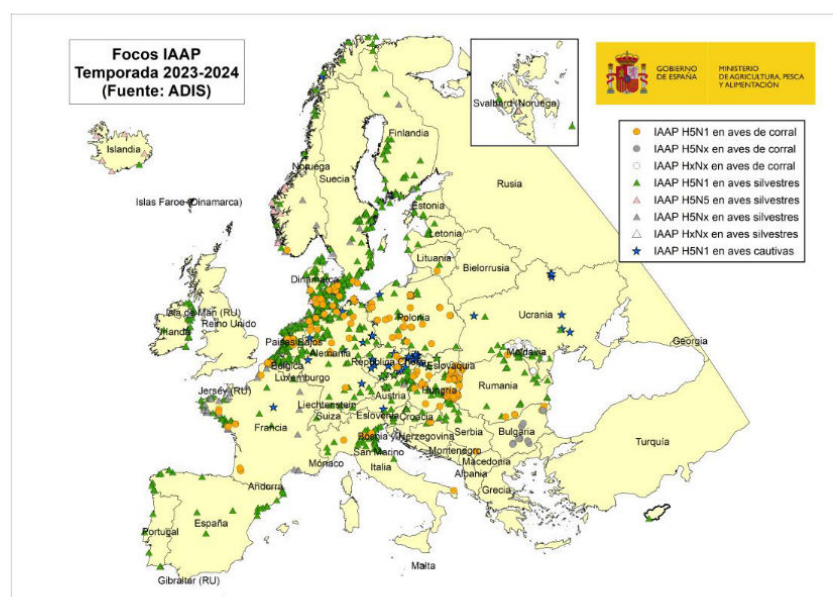 Focos IAAP
Temporada 2023-2024
(Fuente: ADIS)
GOBIERNO
DE ESPAÑA
MINISTERIO
DE AGRICULTURA, PESCA
Y ALIMENTACIÓN
Svalbard (Noruega)
IAAP H5N1 en aves de corral
IAAP H5Nx en aves de corral
IAAP HxNx en aves de corral
IAAP H5N1 en aves silvestres
IAAP H5N5 en aves silvestres
IAAP H5Nx en aves silvestres
IAAP HxNx en aves silvestres
IAAP H5N1 en aves cautivas
Islandia
Finlandia
Noruega
Suecia
Rusia
Islas Faroe (Dinamarca)
Estonia
Letonia
Lituania
Dinamarca
Bielorrusia
Isla de Man (RU)
Reino Unido
Irlanda
Polonia
Ucrania
Georgia
Paises Bajos
Alemania
Belgica
República Checa
Eslovaquia
Moldavia
Luxemburgo
Jersey (RU)
Liechtenstein
Austria
Hungria
Rumania
Suiza
Eslovenia
Croacia
Francia
Bosnia y Herzegovina
Serbia
Bulgaria
Turquía
San Marino
Montenegro
Mónaco
Italia
Macedonia
Albania
Andorra
Grecia
España
Portugal
Malta
Gibraltar (RU)